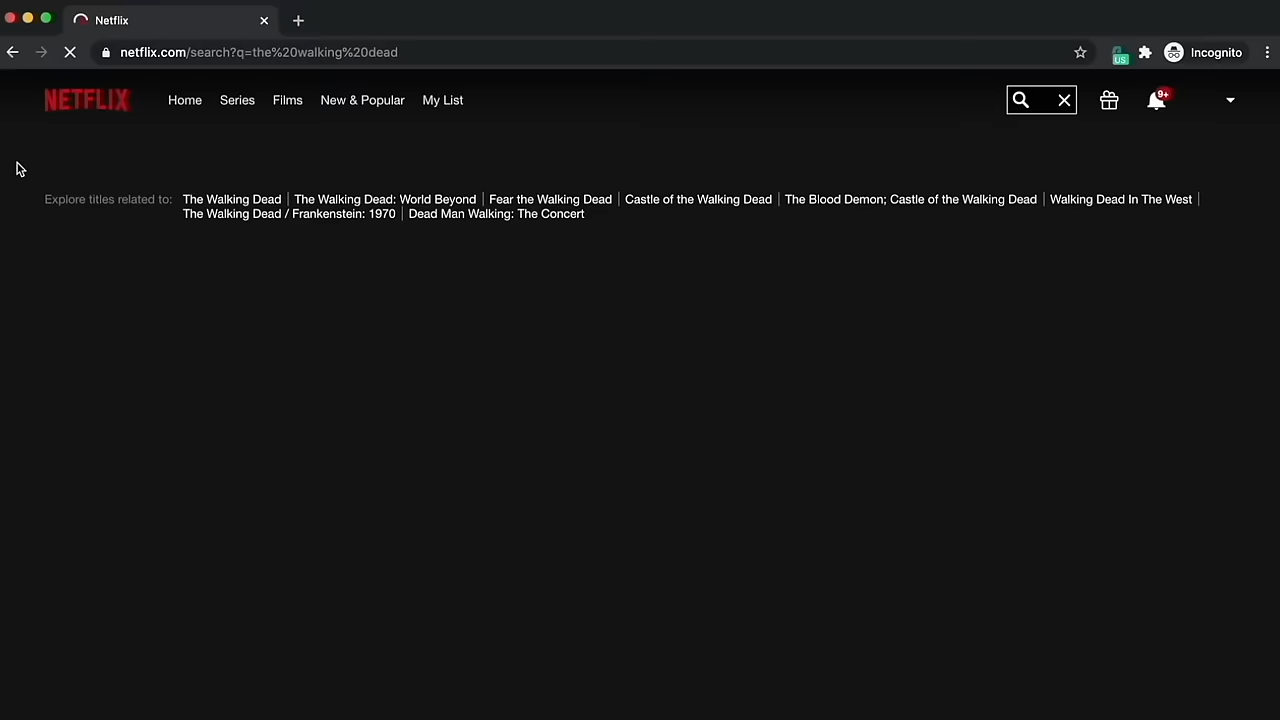 Netflix
netflix.com/search?q=the%20walking%20dead
US
Incognito
NETFLIX Home Series Films New & Popular My List
9+
Explore titles related to: The Walking Dead | The Walking Dead: World Beyond | Fear the Walking Dead | Castle of the Walking Dead | The Blood Demon; Castle of the Walking Dead | Walking Dead In The West |
The Walking Dead / Frankenstein: 1970 | Dead Man Walking: The Concert